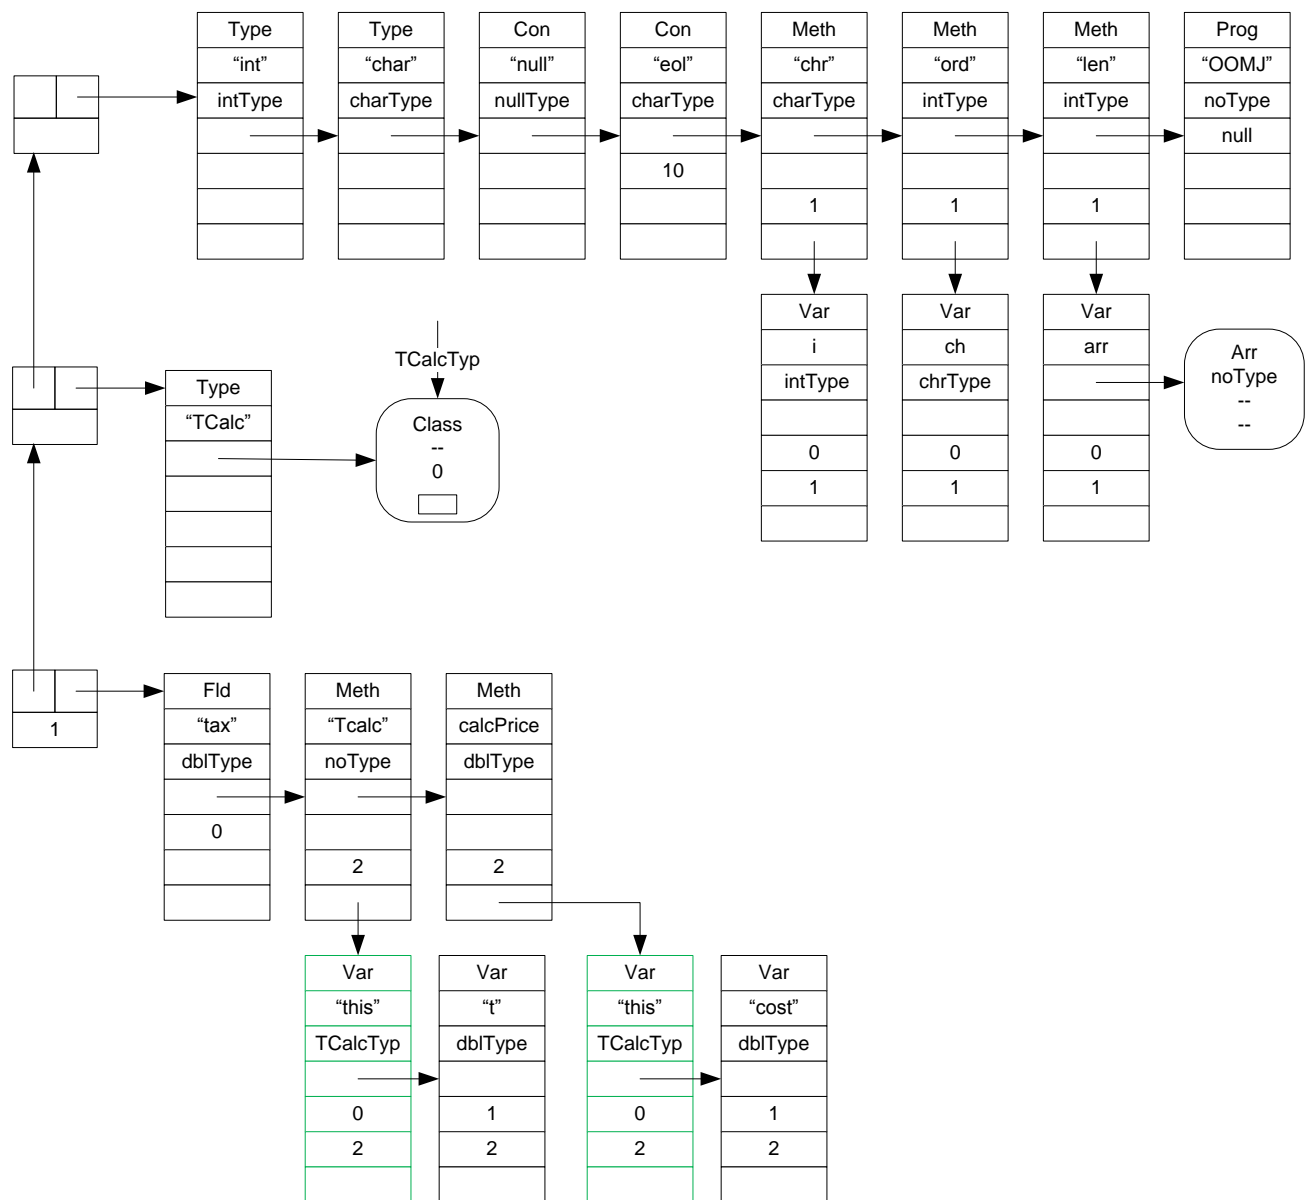 Type Type Con Con Meth Meth Meth Prog
“int” “char” “null” “eol” “chr” “ord” “len” “OOMJ”
intType charType nullType charType charType intType intType noType
null
10
1 1 1
Var Var Var
i ch arr
intType chrType
0 0 0
1 1 1
Arr
noType
--
--
TCalcTyp
Type
“TCalc”
Class
--
0
1
Fld Meth Meth
“tax” “Tcalc” calcPrice
dblType noType dblType
0
2 2
Var Var Var Var
“this” “t” “this” “cost”
TCalcTyp dblType TCalcTyp dblType
0 1 0 1
2 2 2 2